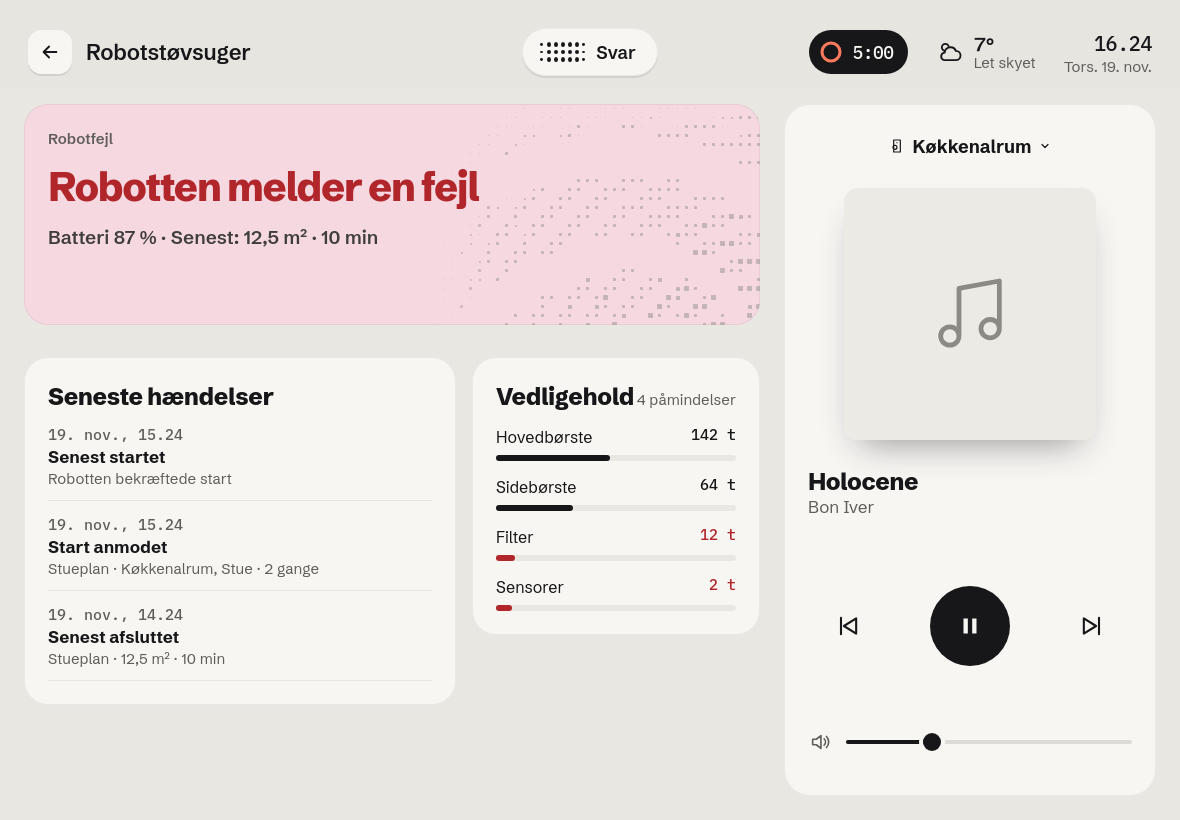 Robotstøvsuger
Svar
5:00
7°
Let skyet
16.24
Tors. 19. nov.
Robotfejl
Robotten melder en fejl
Batteri 87 % · Senest: 12,5 m² · 10 min
Seneste hændelser
19. nov., 15.24
Senest startet
Robotten bekræftede start
19. nov., 15.24
Start anmodet
Stueplan · Køkkenalrum, Stue · 2 gange
19. nov., 14.24
Senest afsluttet
Stueplan · 12,5 m² · 10 min
Vedligehold 4 påmindelser
Hovedbørste 142 t
Sidebørste 64 t
Filter 12 t
Sensorer 2 t
Køkkenalrum
Holocene
Bon Iver